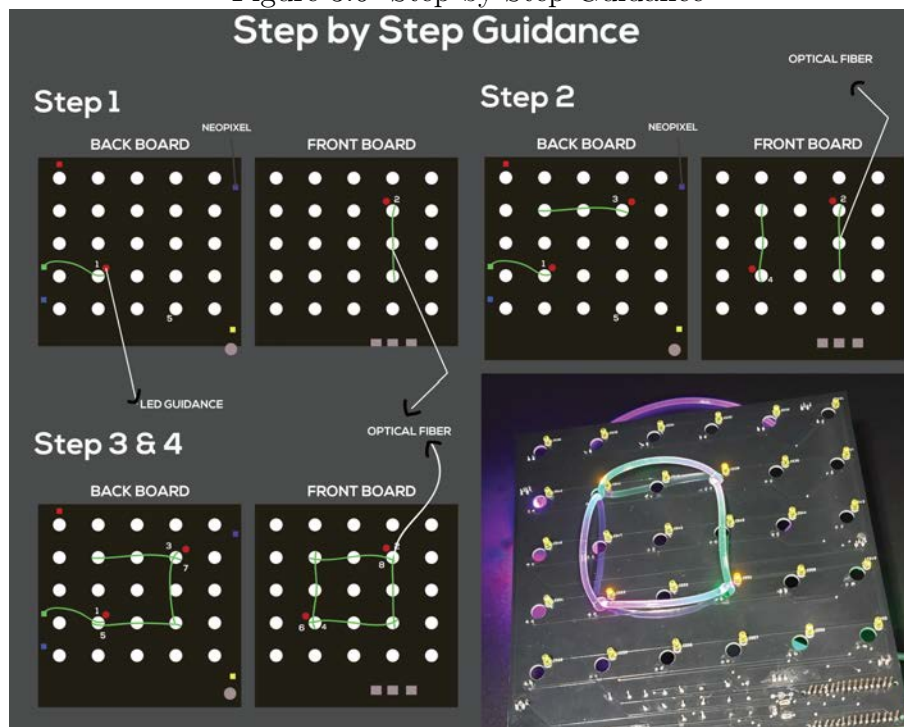 Step by Step Guidance
Step 1
BACK BOARD
NEOPIXEL
FRONT BOARD
1
5
2
LED GUIDANCE
OPTICAL FIBER
Step 2
BACK BOARD
NEOPIXEL
FRONT BOARD
OPTICAL FIBER
3
1
5
2
4
Step 3 & 4
BACK BOARD
FRONT BOARD
OPTICAL FIBER
3
7
1
5
8
6
4